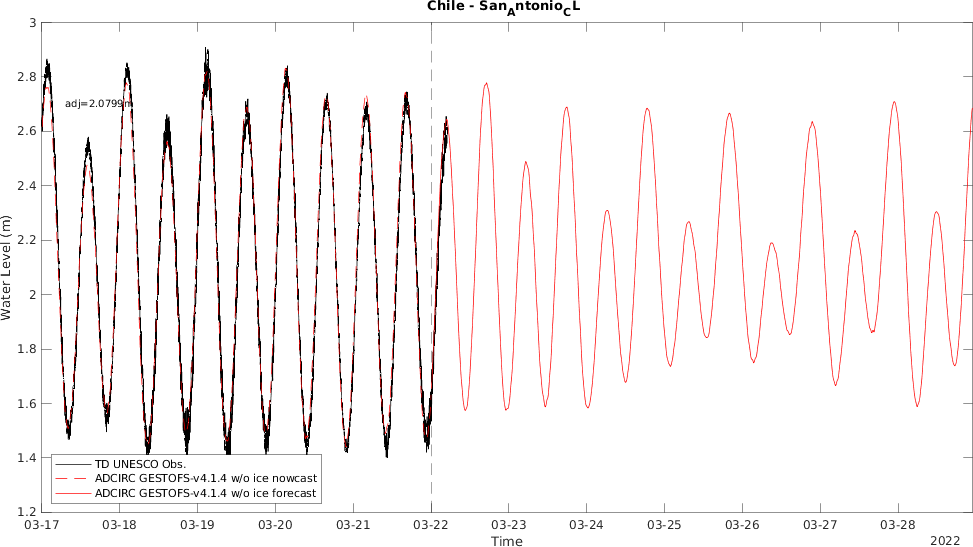 Chile - SanAntonioCL
3
2.8
2.6
2.4
2.2
2
1.8
1.6
1.4
1.2
Water Level (m)
adj=2.0799m
TD UNESCO Obs.
ADCIRC GESTOFS-v4.1.4 w/o ice nowcast
ADCIRC GESTOFS-v4.1.4 w/o ice forecast
03-17 03-18 03-19 03-20 03-21 03-22 03-23 03-24 03-25 03-26 03-27 03-28
Time
2022